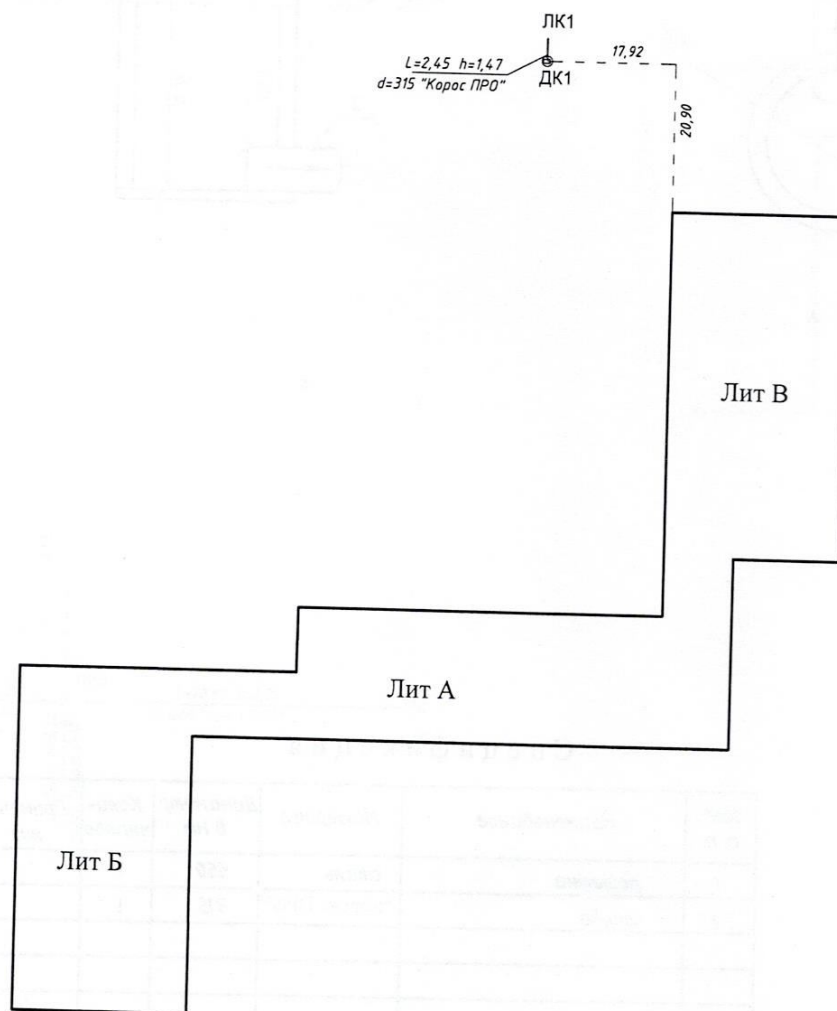 ЛК1
L=2,45 h=1,47
d=315 "Корос ПРО"
ДК1
17,92
20,90
Лит В
Лит А
Лит Б